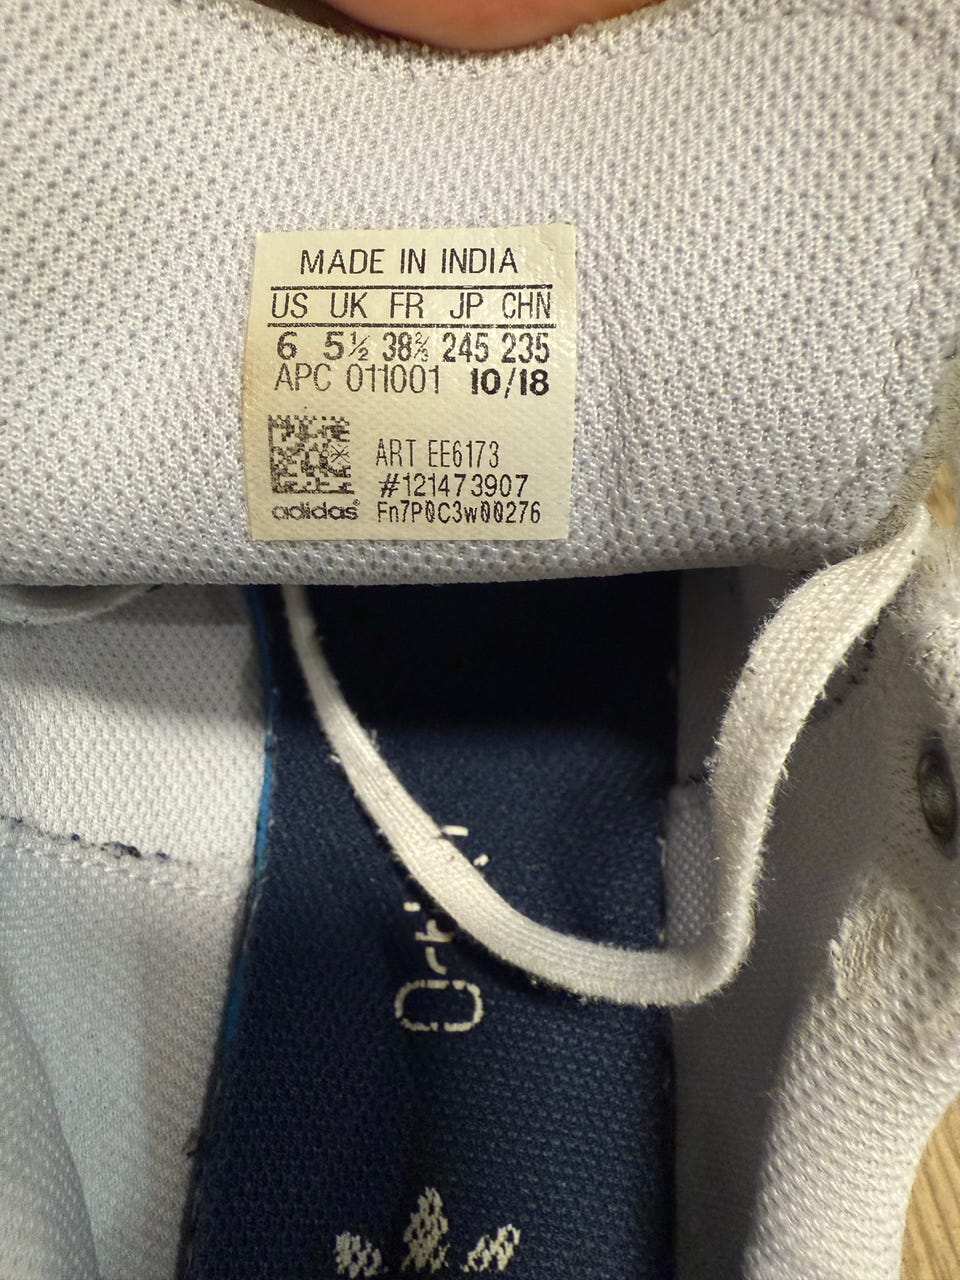 MADE IN INDIA
US UK FR JP CHN
6 5½ 38⅔ 245 235
APC 011001 10/18
ART EE6173
#121473907
adidas® Fn7P0C3w00276